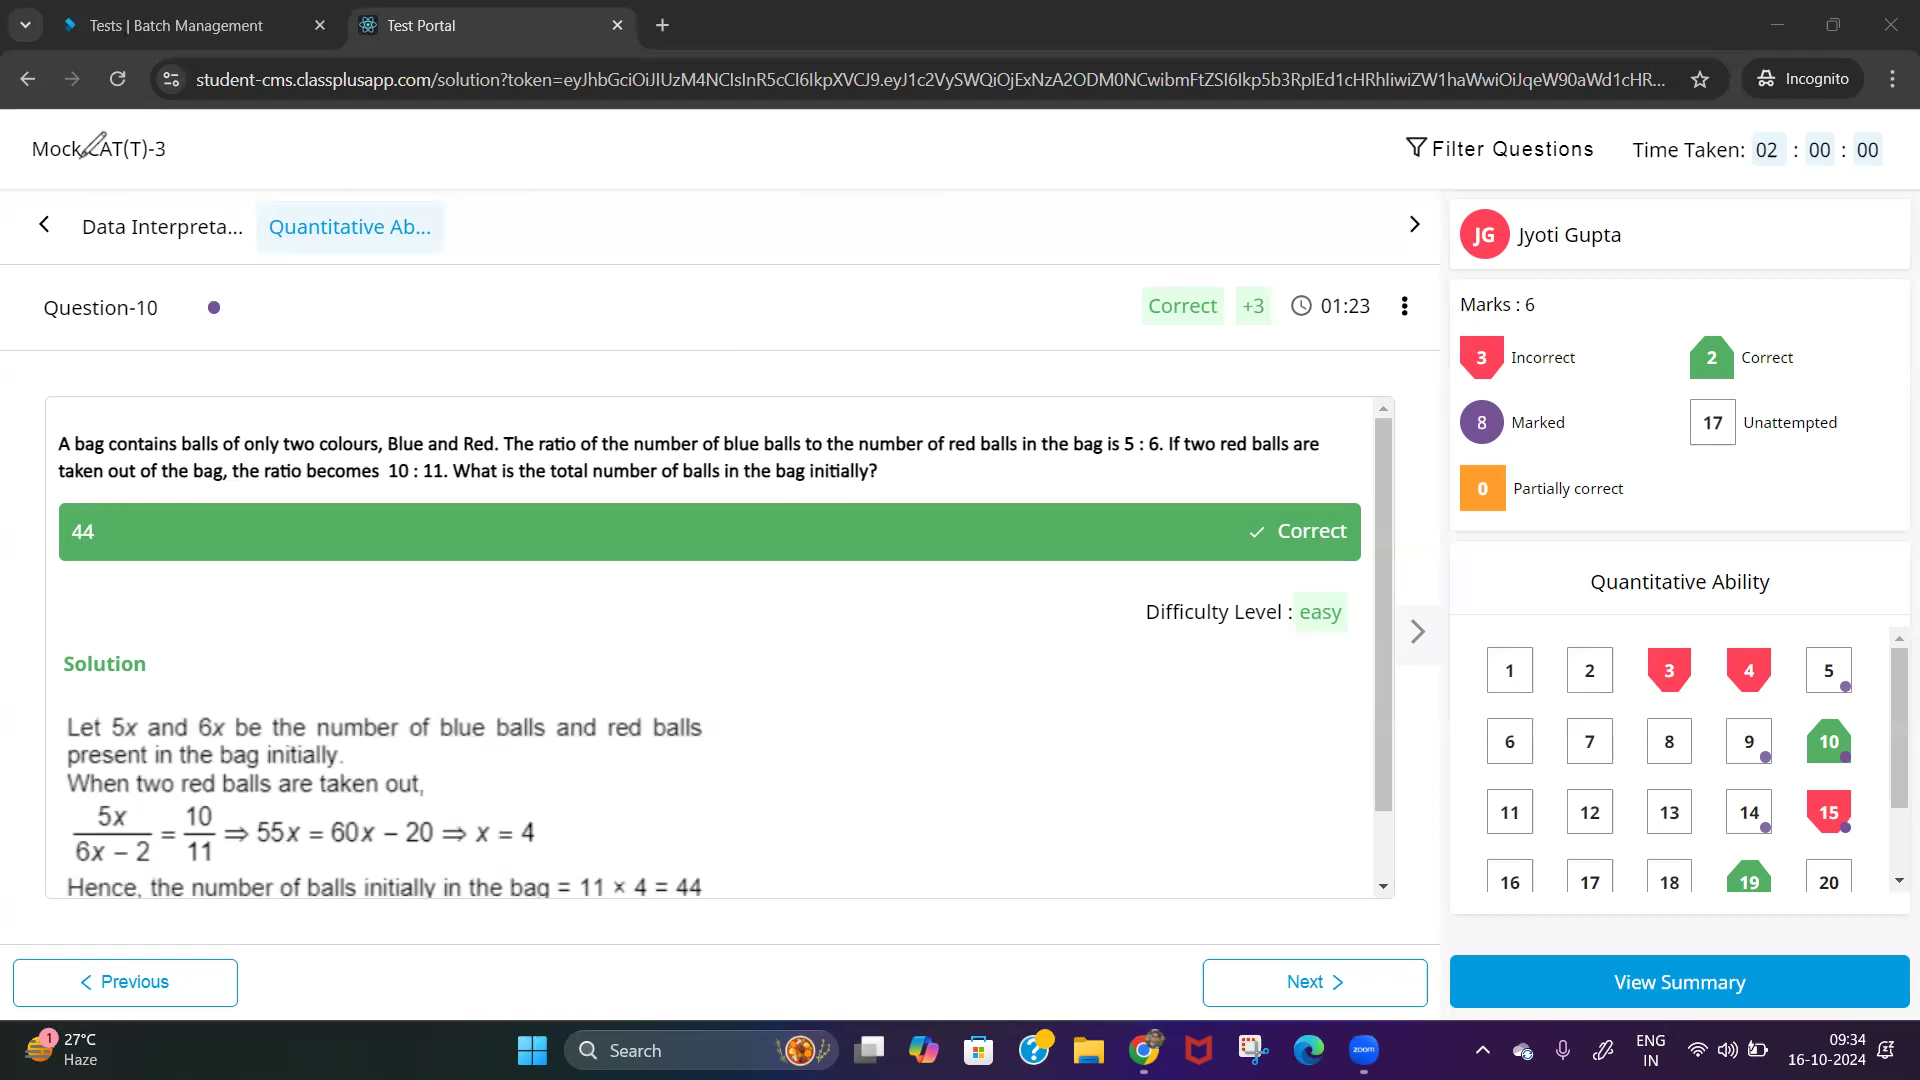 Tests | Batch Management
Test Portal
student-cms.classplusapp.com/solution?token=eyJhbGciOiJIUzM4NCIsInR5cCI6IkpXVCJ9.eyJ1c2VySWQiOjExNzA2ODM0NCwibmFtZSI6Ikp5b3RpIEd1cHRhIiwiZW1haWwiOiJqeW90aWd1cHR...
Incognito
Mock CAT(T)-3
Filter Questions
Time Taken: 02 : 00 : 00
Data Interpreta...
Quantitative Ab...
JG
Jyoti Gupta
Question-10
Correct
+3
01:23
Marks : 6
3 Incorrect
2 Correct
8 Marked
17 Unattempted
0 Partially correct
A bag contains balls of only two colours, Blue and Red. The ratio of the number of blue balls to the number of red balls in the bag is 5 : 6. If two red balls are
taken out of the bag, the ratio becomes 10 : 11. What is the total number of balls in the bag initially?
44
Correct
Difficulty Level : easy
Solution
Let 5x and 6x be the number of blue balls and red balls
present in the bag initially.
When two red balls are taken out,
5x/(6x – 2) = 10/11 ⇒ 55x = 60x – 20 ⇒ x = 4
Hence, the number of balls initially in the bag = 11 × 4 = 44
Quantitative Ability
1 2 3 4 5
6 7 8 9 10
11 12 13 14 15
16 17 18 19 20
Previous
Next
View Summary
1
27°C
Haze
Search
zoom
ENG
IN
09:34
16-10-2024